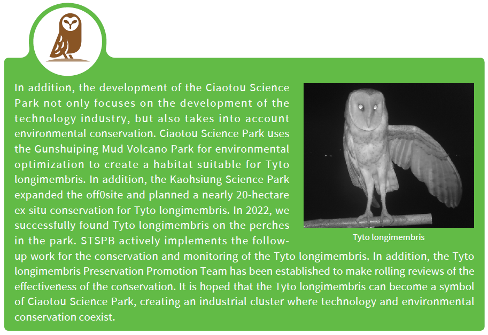 In addition, the development of the Ciaotou Science
Park not only focuses on the development of the
technology industry, but also takes into account
environmental conservation. Ciaotou Science Park uses
the Gunshuiping Mud Volcano Park for environmental
optimization to create a habitat suitable for Tyto
longimembris. In addition, the Kaohsiung Science Park
expanded the off0site and planned a nearly 20-hectare
ex situ conservation for Tyto longimembris. In 2022, we
successfully found Tyto longimembris on the perches
in the park. STSPB actively implements the follow-
up work for the conservation and monitoring of the Tyto longimembris. In addition, the Tyto
longimembris Preservation Promotion Team has been established to make rolling reviews of the
effectiveness of the conservation. It is hoped that the Tyto longimembris can become a symbol
of Ciaotou Science Park, creating an industrial cluster where technology and environmental
conservation coexist.
Tyto longimembris